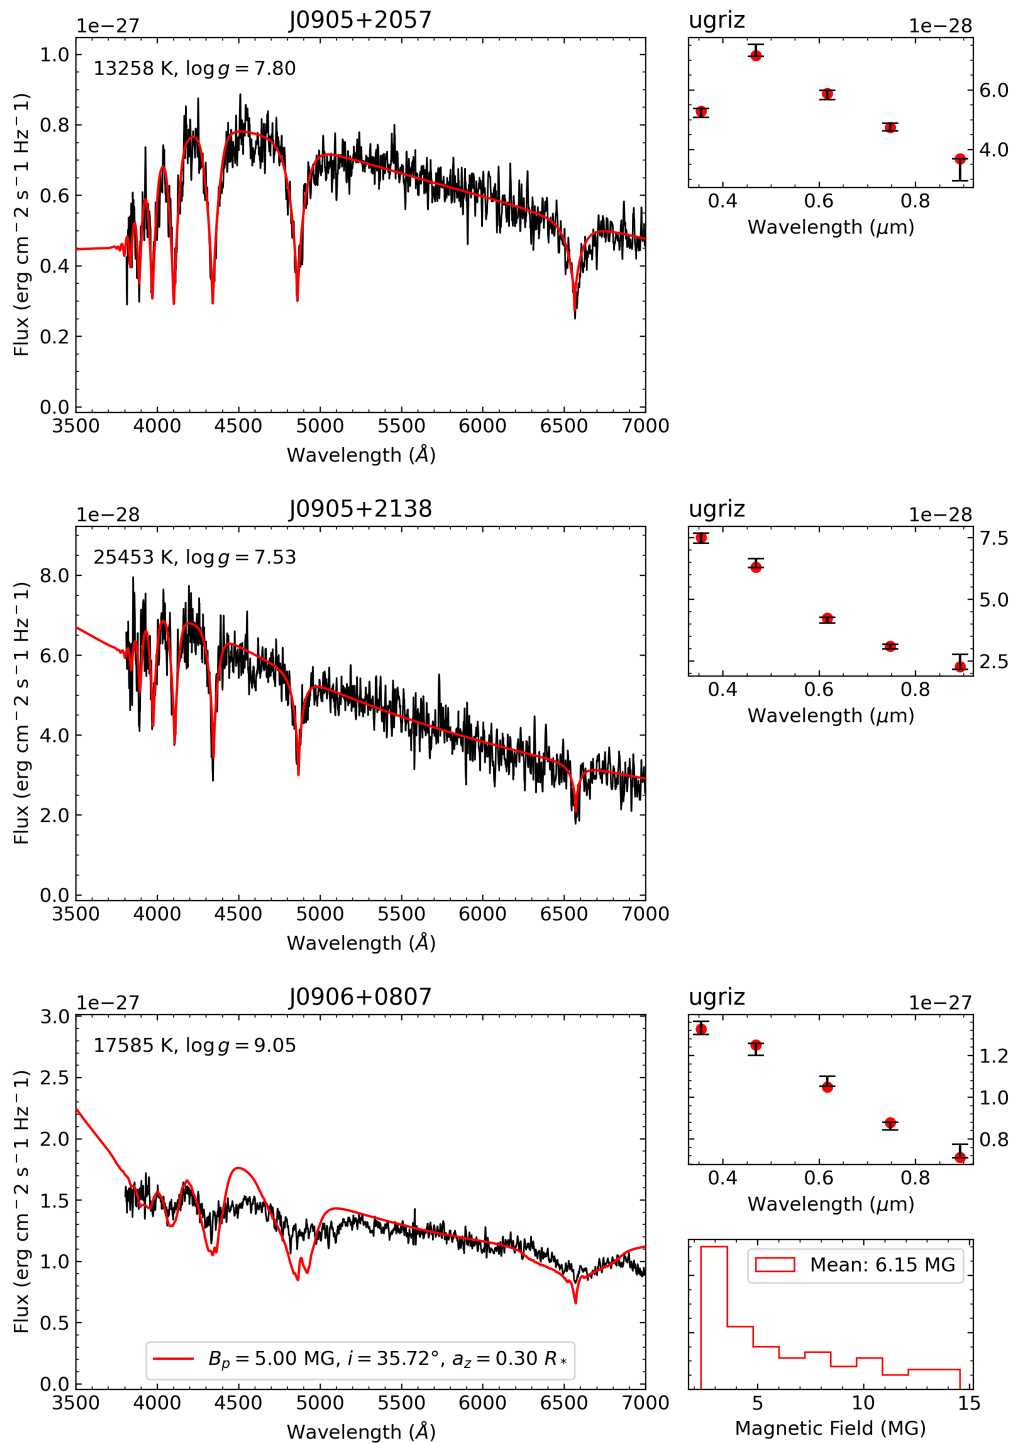 1e−27
J0905+2057
13258 K, log g = 7.80
1.0
0.8
0.6
0.4
0.2
0.0
3500 4000 4500 5000 5500 6000 6500 7000
Wavelength (Å)
Flux (erg cm−2 s−1 Hz−1)
ugriz
1e−28
6.0
4.0
0.4 0.6 0.8
Wavelength (μm)
1e−28
J0905+2138
25453 K, log g = 7.53
8.0
6.0
4.0
2.0
0.0
3500 4000 4500 5000 5500 6000 6500 7000
Wavelength (Å)
Flux (erg cm−2 s−1 Hz−1)
ugriz
1e−28
7.5
5.0
2.5
0.4 0.6 0.8
Wavelength (μm)
1e−27
J0906+0807
17585 K, log g = 9.05
3.0
2.5
2.0
1.5
1.0
0.5
0.0
B_p = 5.00 MG, i = 35.72°, a_z = 0.30 R_*
3500 4000 4500 5000 5500 6000 6500 7000
Wavelength (Å)
Flux (erg cm−2 s−1 Hz−1)
ugriz
1e−27
1.2
1.0
0.8
0.4 0.6 0.8
Wavelength (μm)
Mean: 6.15 MG
5 10 15
Magnetic Field (MG)